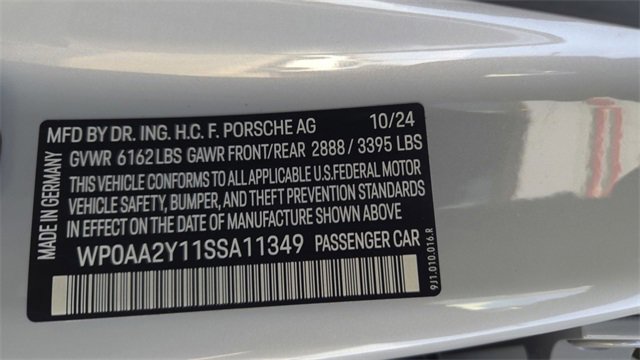 MFD BY DR. ING. H.C. F. PORSCHE AG 10/24
GVWR 6162 LBS GAWR FRONT/REAR 2888 / 3395 LBS
THIS VEHICLE CONFORMS TO ALL APPLICABLE U.S.FEDERAL MOTOR
VEHICLE SAFETY, BUMPER, AND THEFT PREVENTION STANDARDS
IN EFFECT ON THE DATE OF MANUFACTURE SHOWN ABOVE
WP0AA2Y11SSA11349 PASSENGER CAR
MADE IN GERMANY
9J1.010.016.R